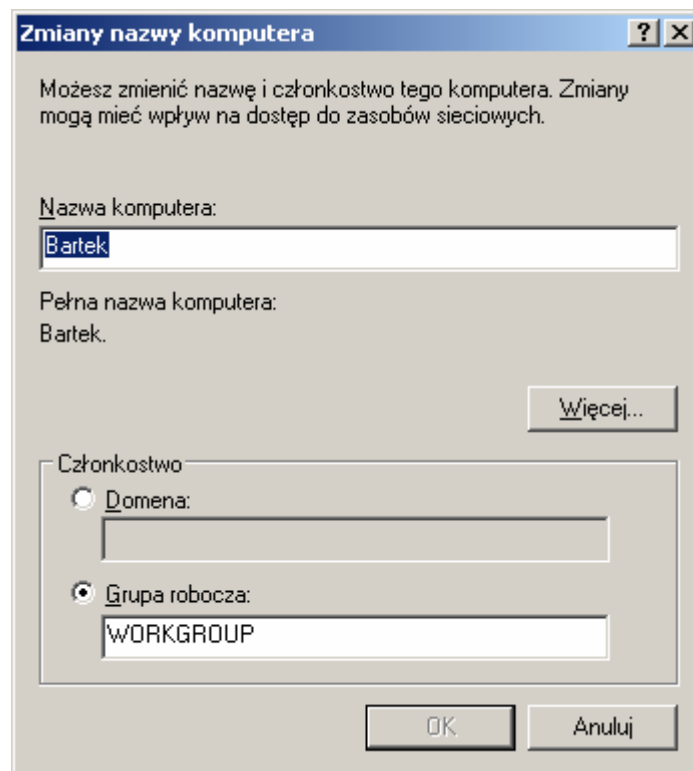 Zmiany nazwy komputera
Możesz zmienić nazwę i członkostwo tego komputera. Zmiany
mogą mieć wpływ na dostęp do zasobów sieciowych.
Nazwa komputera:
Bartek
Pełna nazwa komputera:
Bartek.
Więcej...
Członkostwo
Domena:
Grupa robocza:
WORKGROUP
OK
Anuluj